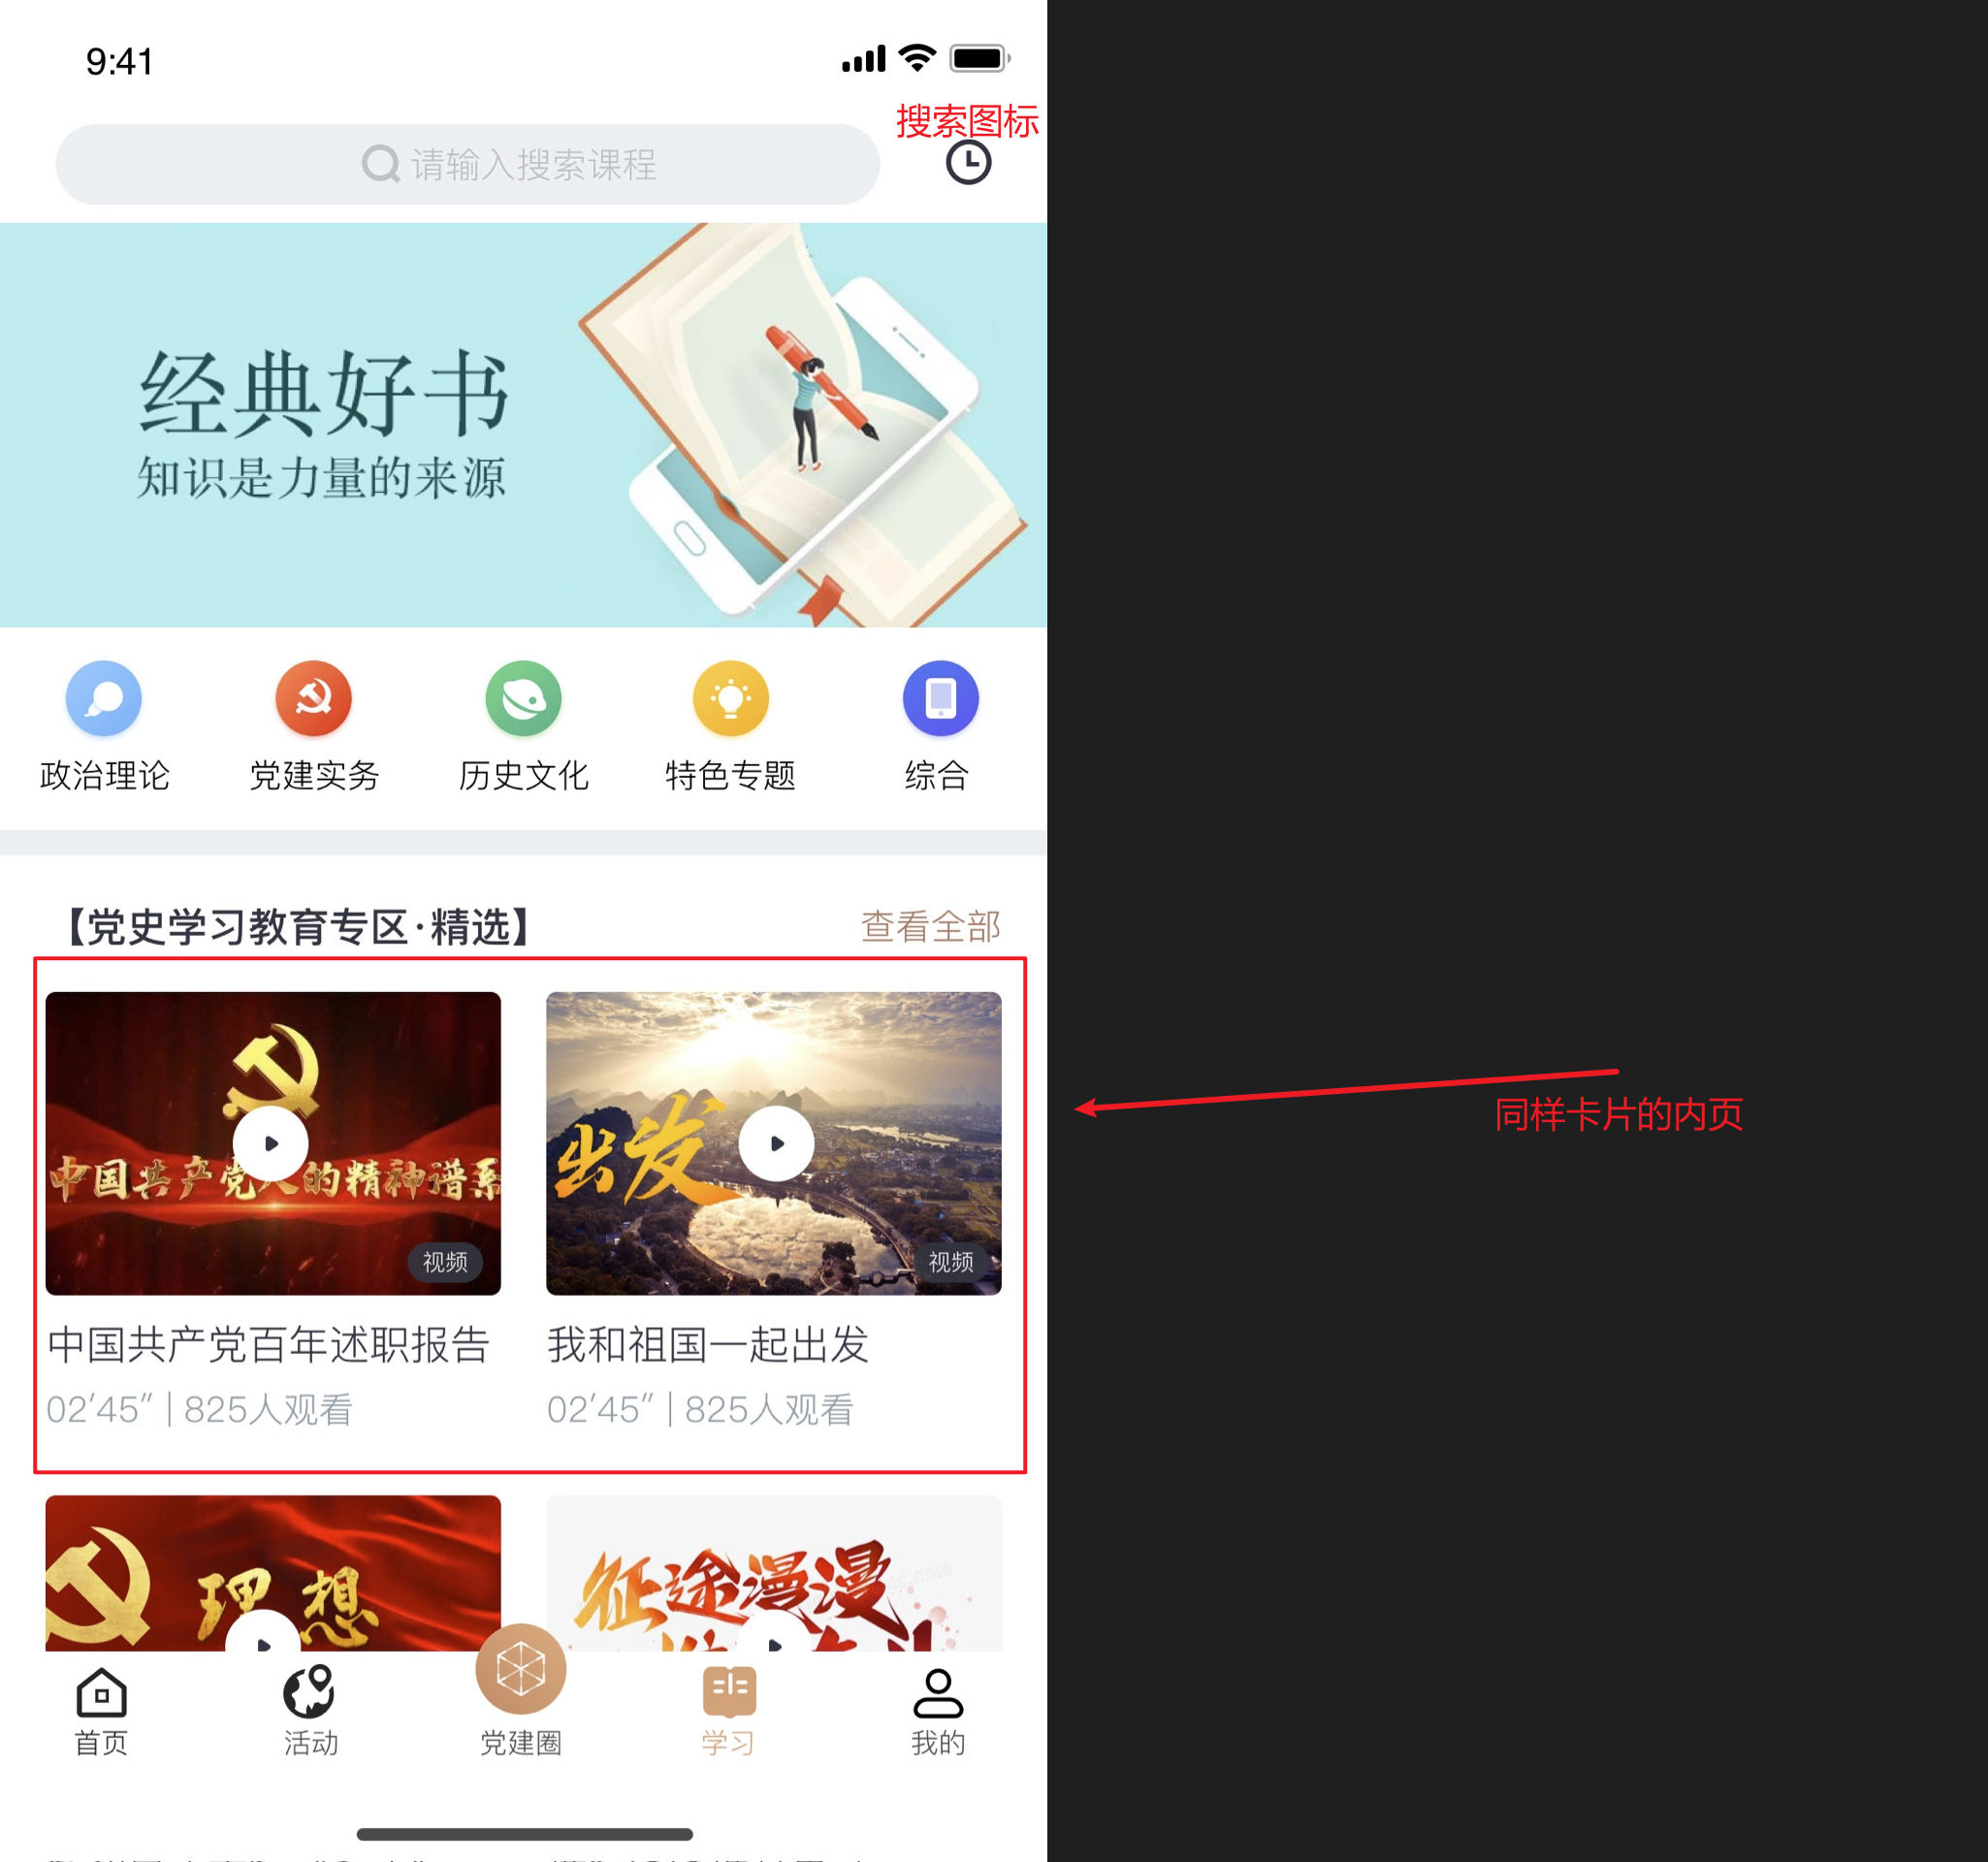 9:41
搜索图标
请输入搜索课程
经典好书
知识是力量的来源
政治理论
党建实务
历史文化
特色专题
综合
【党史学习教育专区·精选】
查看全部
中国共产党人的精神谱系
出发
视频
视频
同样卡片的内页
中国共产党百年述职报告
我和祖国一起出发
02′45″ | 825人观看
02′45″ | 825人观看
理想
征途漫漫
首页
活动
党建圈
学习
我的